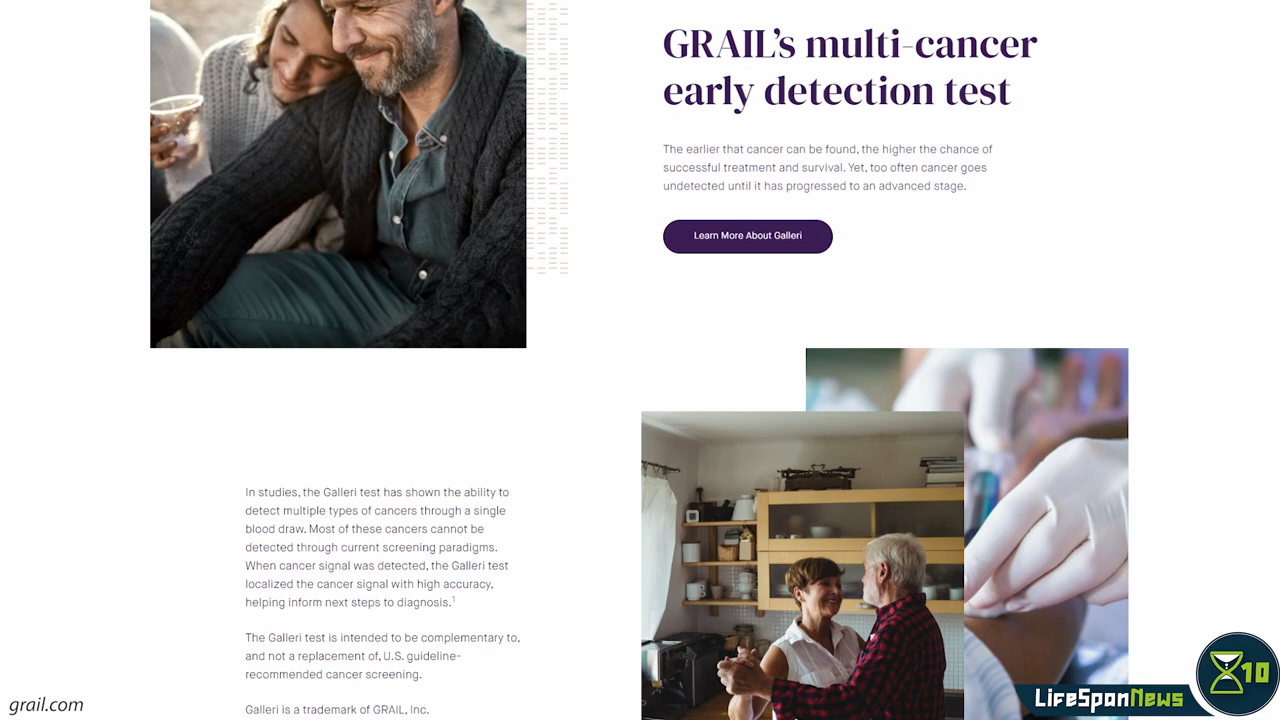 GRAIL’s multi-cancer
early detection test
The earlier that cancer can be found, the higher the chance of
successful treatment and survival. Yet, too often cancer goes
undetected until it has progressed to an advanced stage.
Learn More About Galleri
In studies, the Galleri test has shown the ability to
detect multiple types of cancers through a single
blood draw. Most of these cancers cannot be
detected through current screening paradigms.
When cancer signal was detected, the Galleri test
localized the cancer signal with high accuracy,
helping inform next steps to diagnosis.1
The Galleri test is intended to be complementary to,
and not a replacement of, U.S. guideline-
recommended cancer screening.
Galleri is a trademark of GRAIL, Inc.
grail.com
LifeSpanNews
10